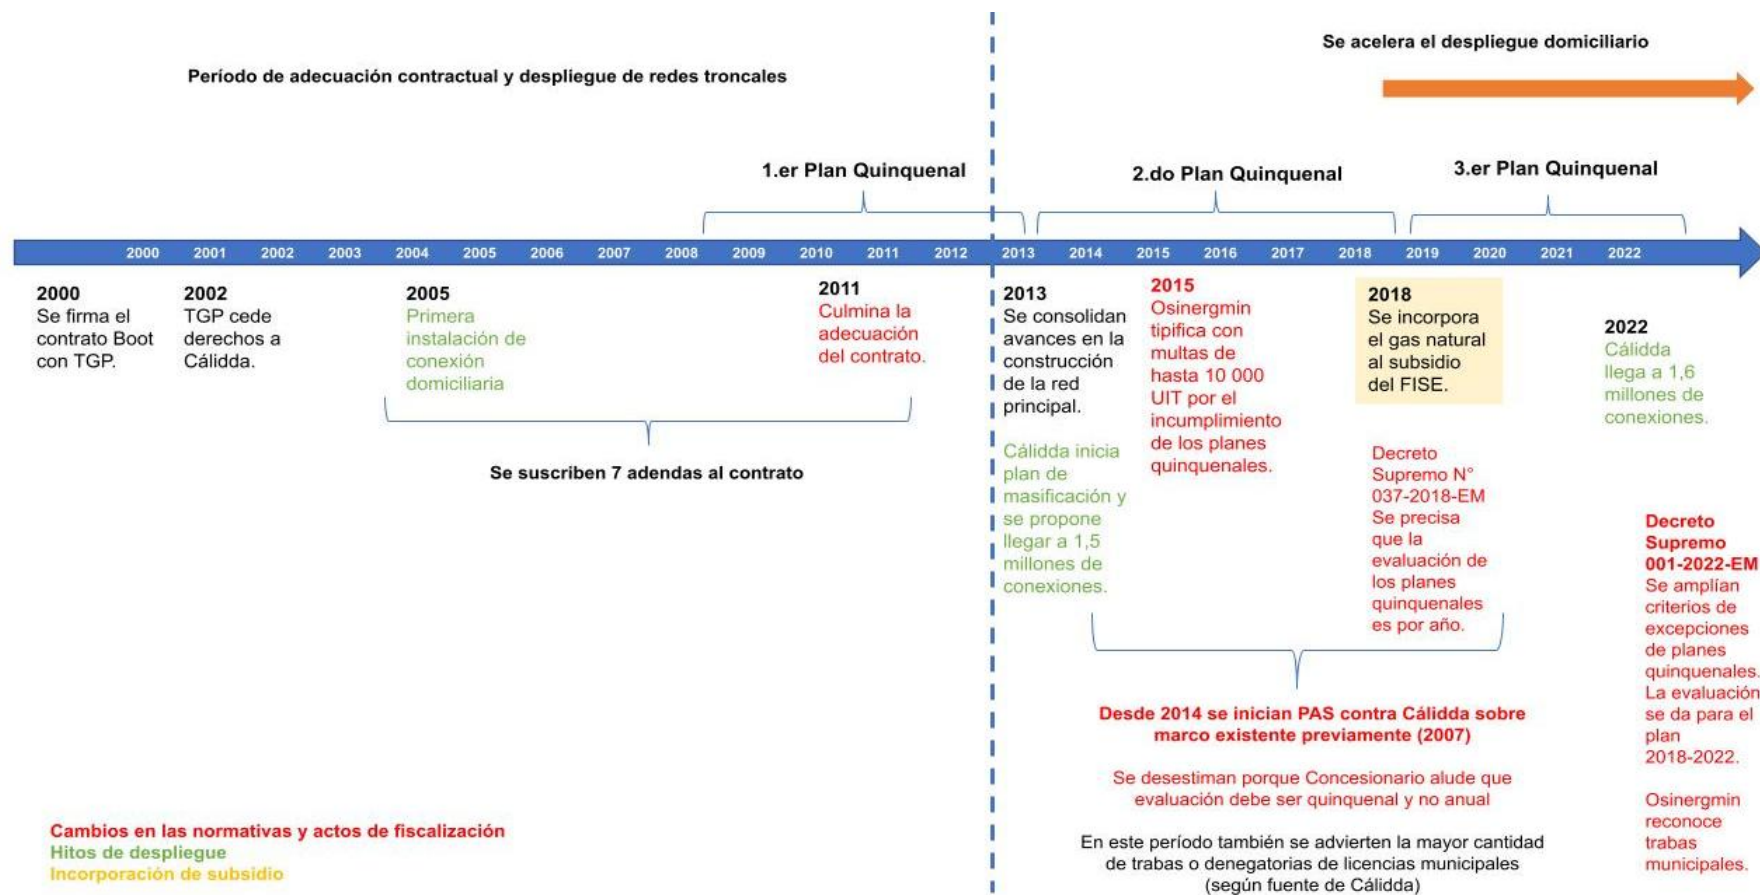 Se acelera el despliegue domiciliario
Período de adecuación contractual y despliegue de redes troncales
1.er Plan Quinquenal
2.do Plan Quinquenal
3.er Plan Quinquenal
2000 2001 2002 2003 2004 2005 2006 2007 2008 2009 2010 2011 2012 2013 2014 2015 2016 2017 2018 2019 2020 2021 2022
2000
Se firma el
contrato Boot
con TGP.
2002
TGP cede
derechos a
Cálidda.
2005
Primera
instalación de
conexión
domiciliaria
2011
Culmina la
adecuación
del contrato.
Se suscriben 7 adendas al contrato
2013
Se consolidan
avances en la
construcción
de la red
principal.
Cálidda inicia
plan de
masificación y
se propone
llegar a 1,5
millones de
conexiones.
2015
Osinergmin
tipifica con
multas de
hasta 10 000
UIT por el
incumplimiento
de los planes
quinquenales.
2018
Se incorpora
el gas natural
al subsidio
del FISE.
Decreto
Supremo N°
037-2018-EM
Se precisa
que la
evaluación de
los planes
quinquenales
es por año.
2022
Cálidda
llega a 1,6
millones de
conexiones.
Decreto
Supremo
001-2022-EM
Se amplían
criterios de
excepciones
de planes
quinquenales.
La evaluación
se da para el
plan
2018-2022.
Osinergmin
reconoce
trabas
municipales.
Desde 2014 se inician PAS contra Cálidda sobre
marco existente previamente (2007)
Se desestiman porque Concesionario alude que
evaluación debe ser quinquenal y no anual
En este período también se advierten la mayor cantidad
de trabas o denegatorias de licencias municipales
(según fuente de Cálidda)
Cambios en las normativas y actos de fiscalización
Hitos de despliegue
Incorporación de subsidio